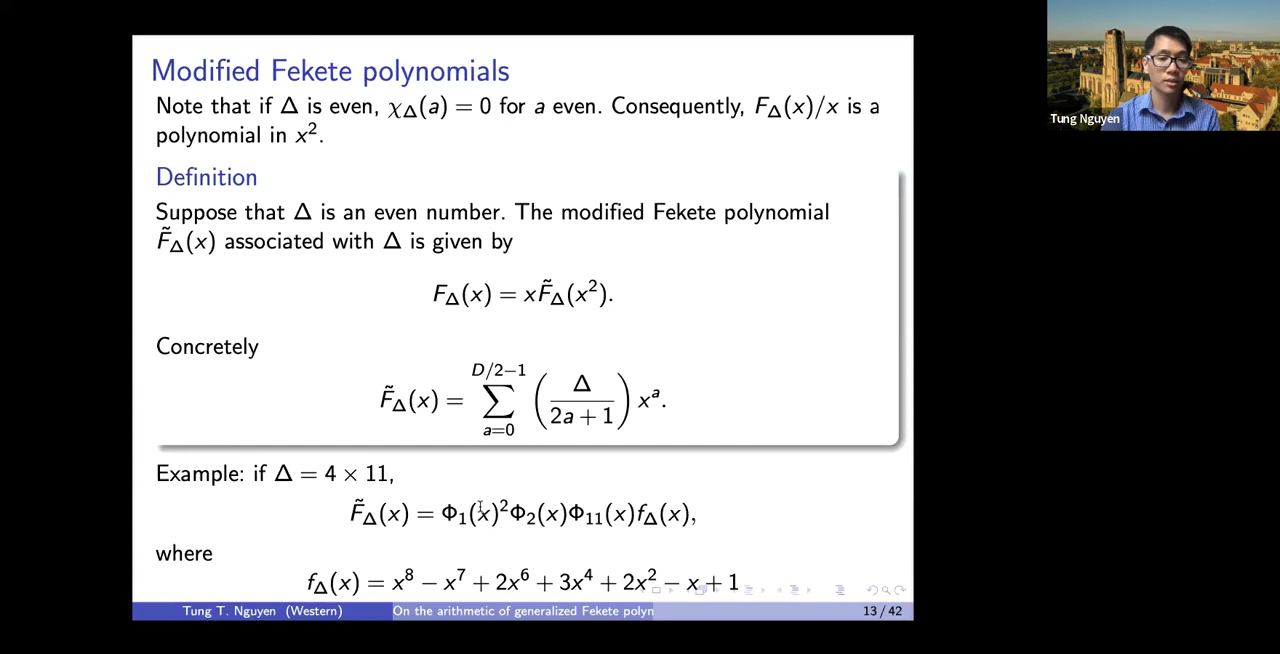 Modified Fekete polynomials
Note that if Δ is even, χ_Δ(a) = 0 for a even. Consequently, F_Δ(x)/x is a
polynomial in x².
Definition
Suppose that Δ is an even number. The modified Fekete polynomial
F̃_Δ(x) associated with Δ is given by
F_Δ(x) = xF̃_Δ(x²).
Concretely
F̃_Δ(x) = ∑_{a=0}^{D/2−1} (Δ/(2a + 1)) x^a.
Example: if Δ = 4 × 11,
F̃_Δ(x) = Φ₁(x)²Φ₂(x)Φ₁₁(x)f_Δ(x),
where
f_Δ(x) = x⁸ − x⁷ + 2x⁶ + 3x⁴ + 2x² − x + 1
Tung T. Nguyen (Western) On the arithmetic of generalized Fekete polyn 13 / 42
Tung Nguyen